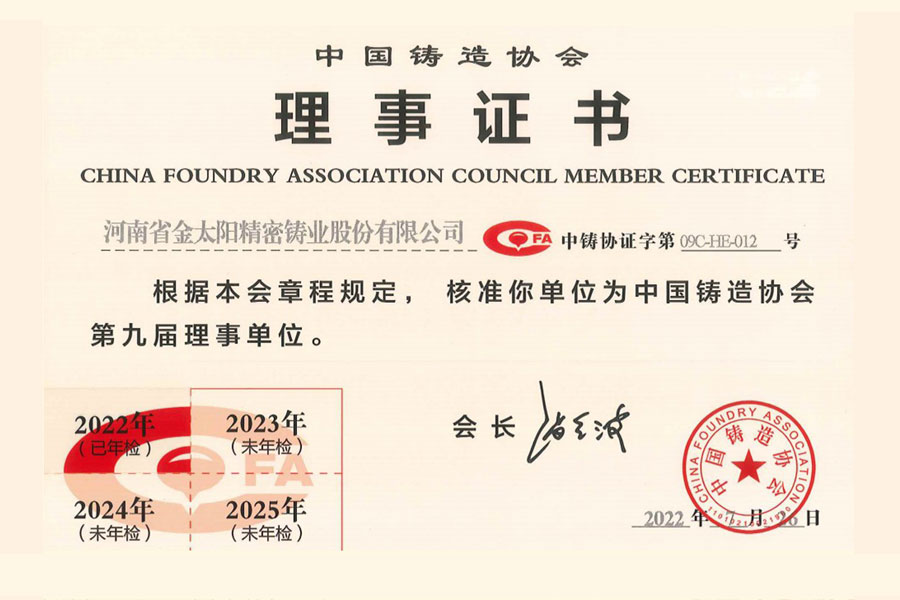 中国铸造协会
理事证书
CHINA FOUNDRY ASSOCIATION COUNCIL MEMBER CERTIFICATE
河南省金太阳精密铸业股份有限公司 FA 中铸协证字第 09C-HE-012 号
根据本会章程规定， 核准你单位为中国铸造协会
第九届理事单位。
2022年 2023年
(已年检) (未年检)
FA
2024年 2025年
(未年检) (未年检)
会长
CHINA FOUNDRY ASSOCIATION
中国铸造协会
2022 年 7 月 26 日